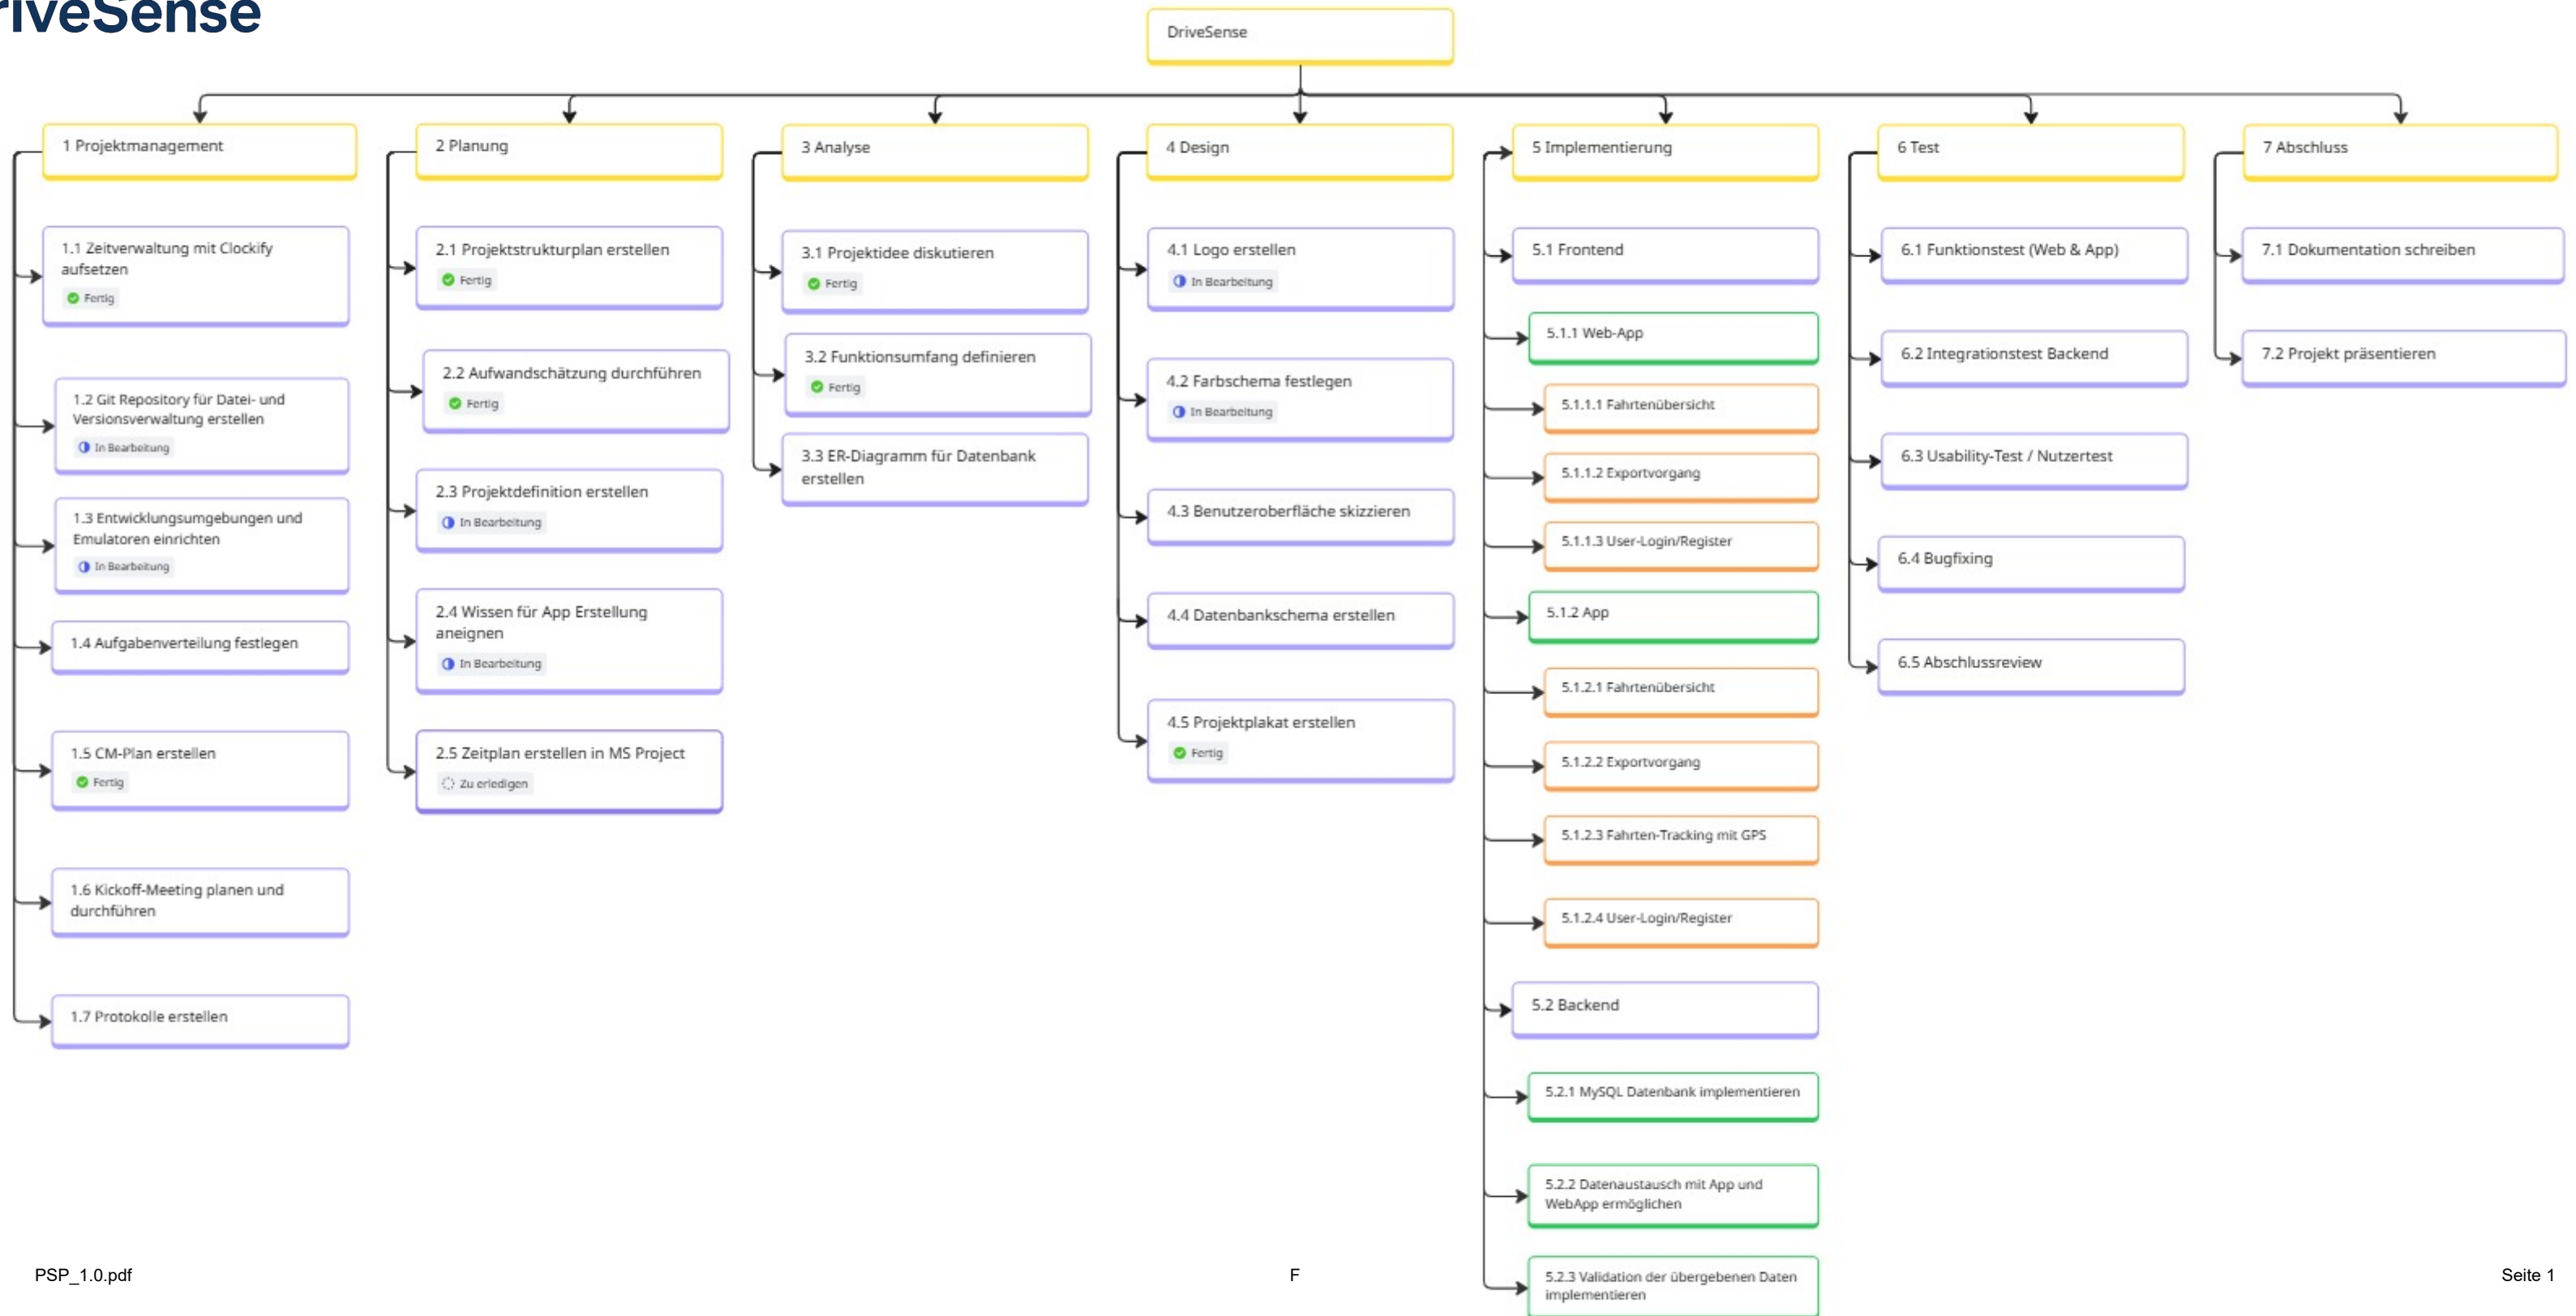 riveSense
DriveSense
1 Projektmanagement
1.1 Zeitverwaltung mit Clockify
aufsetzen
Fertig
1.2 Git Repository für Datei- und
Versionsverwaltung erstellen
In Bearbeitung
1.3 Entwicklungsumgebungen und
Emulatoren einrichten
In Bearbeitung
1.4 Aufgabenverteilung festlegen
1.5 CM-Plan erstellen
Fertig
1.6 Kickoff-Meeting planen und
durchführen
1.7 Protokolle erstellen
2 Planung
2.1 Projektstrukturplan erstellen
Fertig
2.2 Aufwandschätzung durchführen
Fertig
2.3 Projektdefinition erstellen
In Bearbeitung
2.4 Wissen für App Erstellung
aneignen
In Bearbeitung
2.5 Zeitplan erstellen in MS Project
Zu erledigen
3 Analyse
3.1 Projektidee diskutieren
Fertig
3.2 Funktionsumfang definieren
Fertig
3.3 ER-Diagramm für Datenbank
erstellen
4 Design
4.1 Logo erstellen
In Bearbeitung
4.2 Farbschema festlegen
In Bearbeitung
4.3 Benutzeroberfläche skizzieren
4.4 Datenbankschema erstellen
4.5 Projektplakat erstellen
Fertig
5 Implementierung
5.1 Frontend
5.1.1 Web-App
5.1.1.1 Fahrtenübersicht
5.1.1.2 Exportvorgang
5.1.1.3 User-Login/Register
5.1.2 App
5.1.2.1 Fahrtenübersicht
5.1.2.2 Exportvorgang
5.1.2.3 Fahrten-Tracking mit GPS
5.1.2.4 User-Login/Register
5.2 Backend
5.2.1 MySQL Datenbank implementieren
5.2.2 Datenaustausch mit App und
WebApp ermöglichen
5.2.3 Validation der übergebenen Daten
implementieren
6 Test
6.1 Funktionstest (Web & App)
6.2 Integrationstest Backend
6.3 Usability-Test / Nutzertest
6.4 Bugfixing
6.5 Abschlussreview
7 Abschluss
7.1 Dokumentation schreiben
7.2 Projekt präsentieren
PSP_1.0.pdf
F
Seite 1